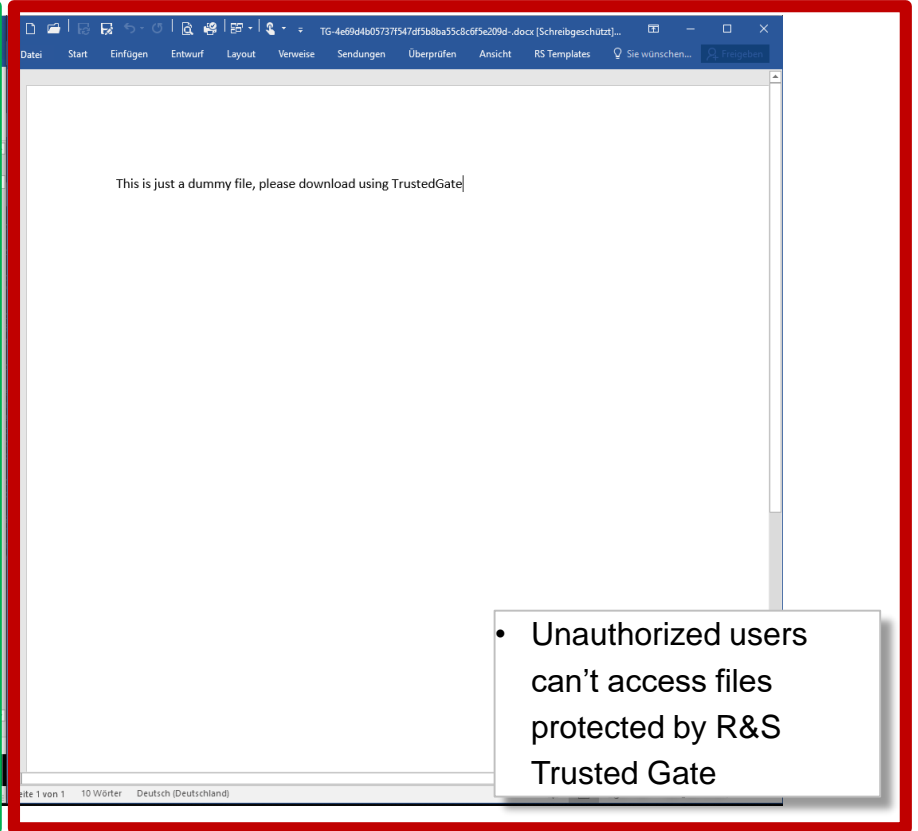 TG-4e69d4b05737f547df5b8ba55c8c6f5e209d-.docx [Schreibgeschützt]...
Datei Start Einfügen Entwurf Layout Verweise Sendungen Überprüfen Ansicht RS Templates Sie wünschen... Freigeben
This is just a dummy file, please download using TrustedGate
• Unauthorized users
can’t access files
protected by R&S
Trusted Gate
eite 1 von 1 10 Wörter Deutsch (Deutschland)